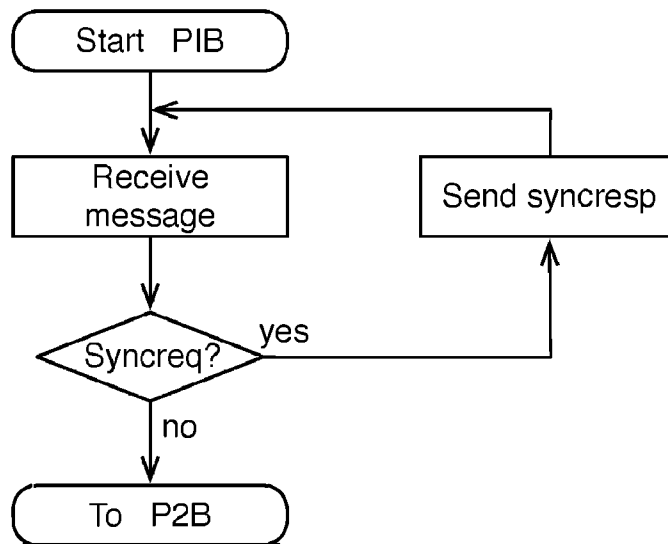 Start PIB
Receive
message
Send syncresp
Syncreq?
yes
no
To P2B